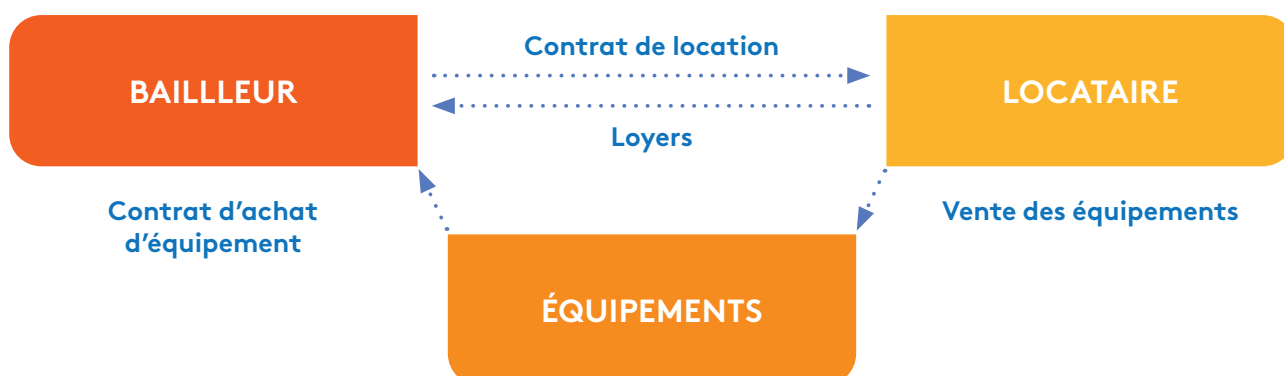 Contrat de location
BAILLLEUR
LOCATAIRE
Loyers
Contrat d'achat
d'équipement
Vente des équipements
ÉQUIPEMENTS